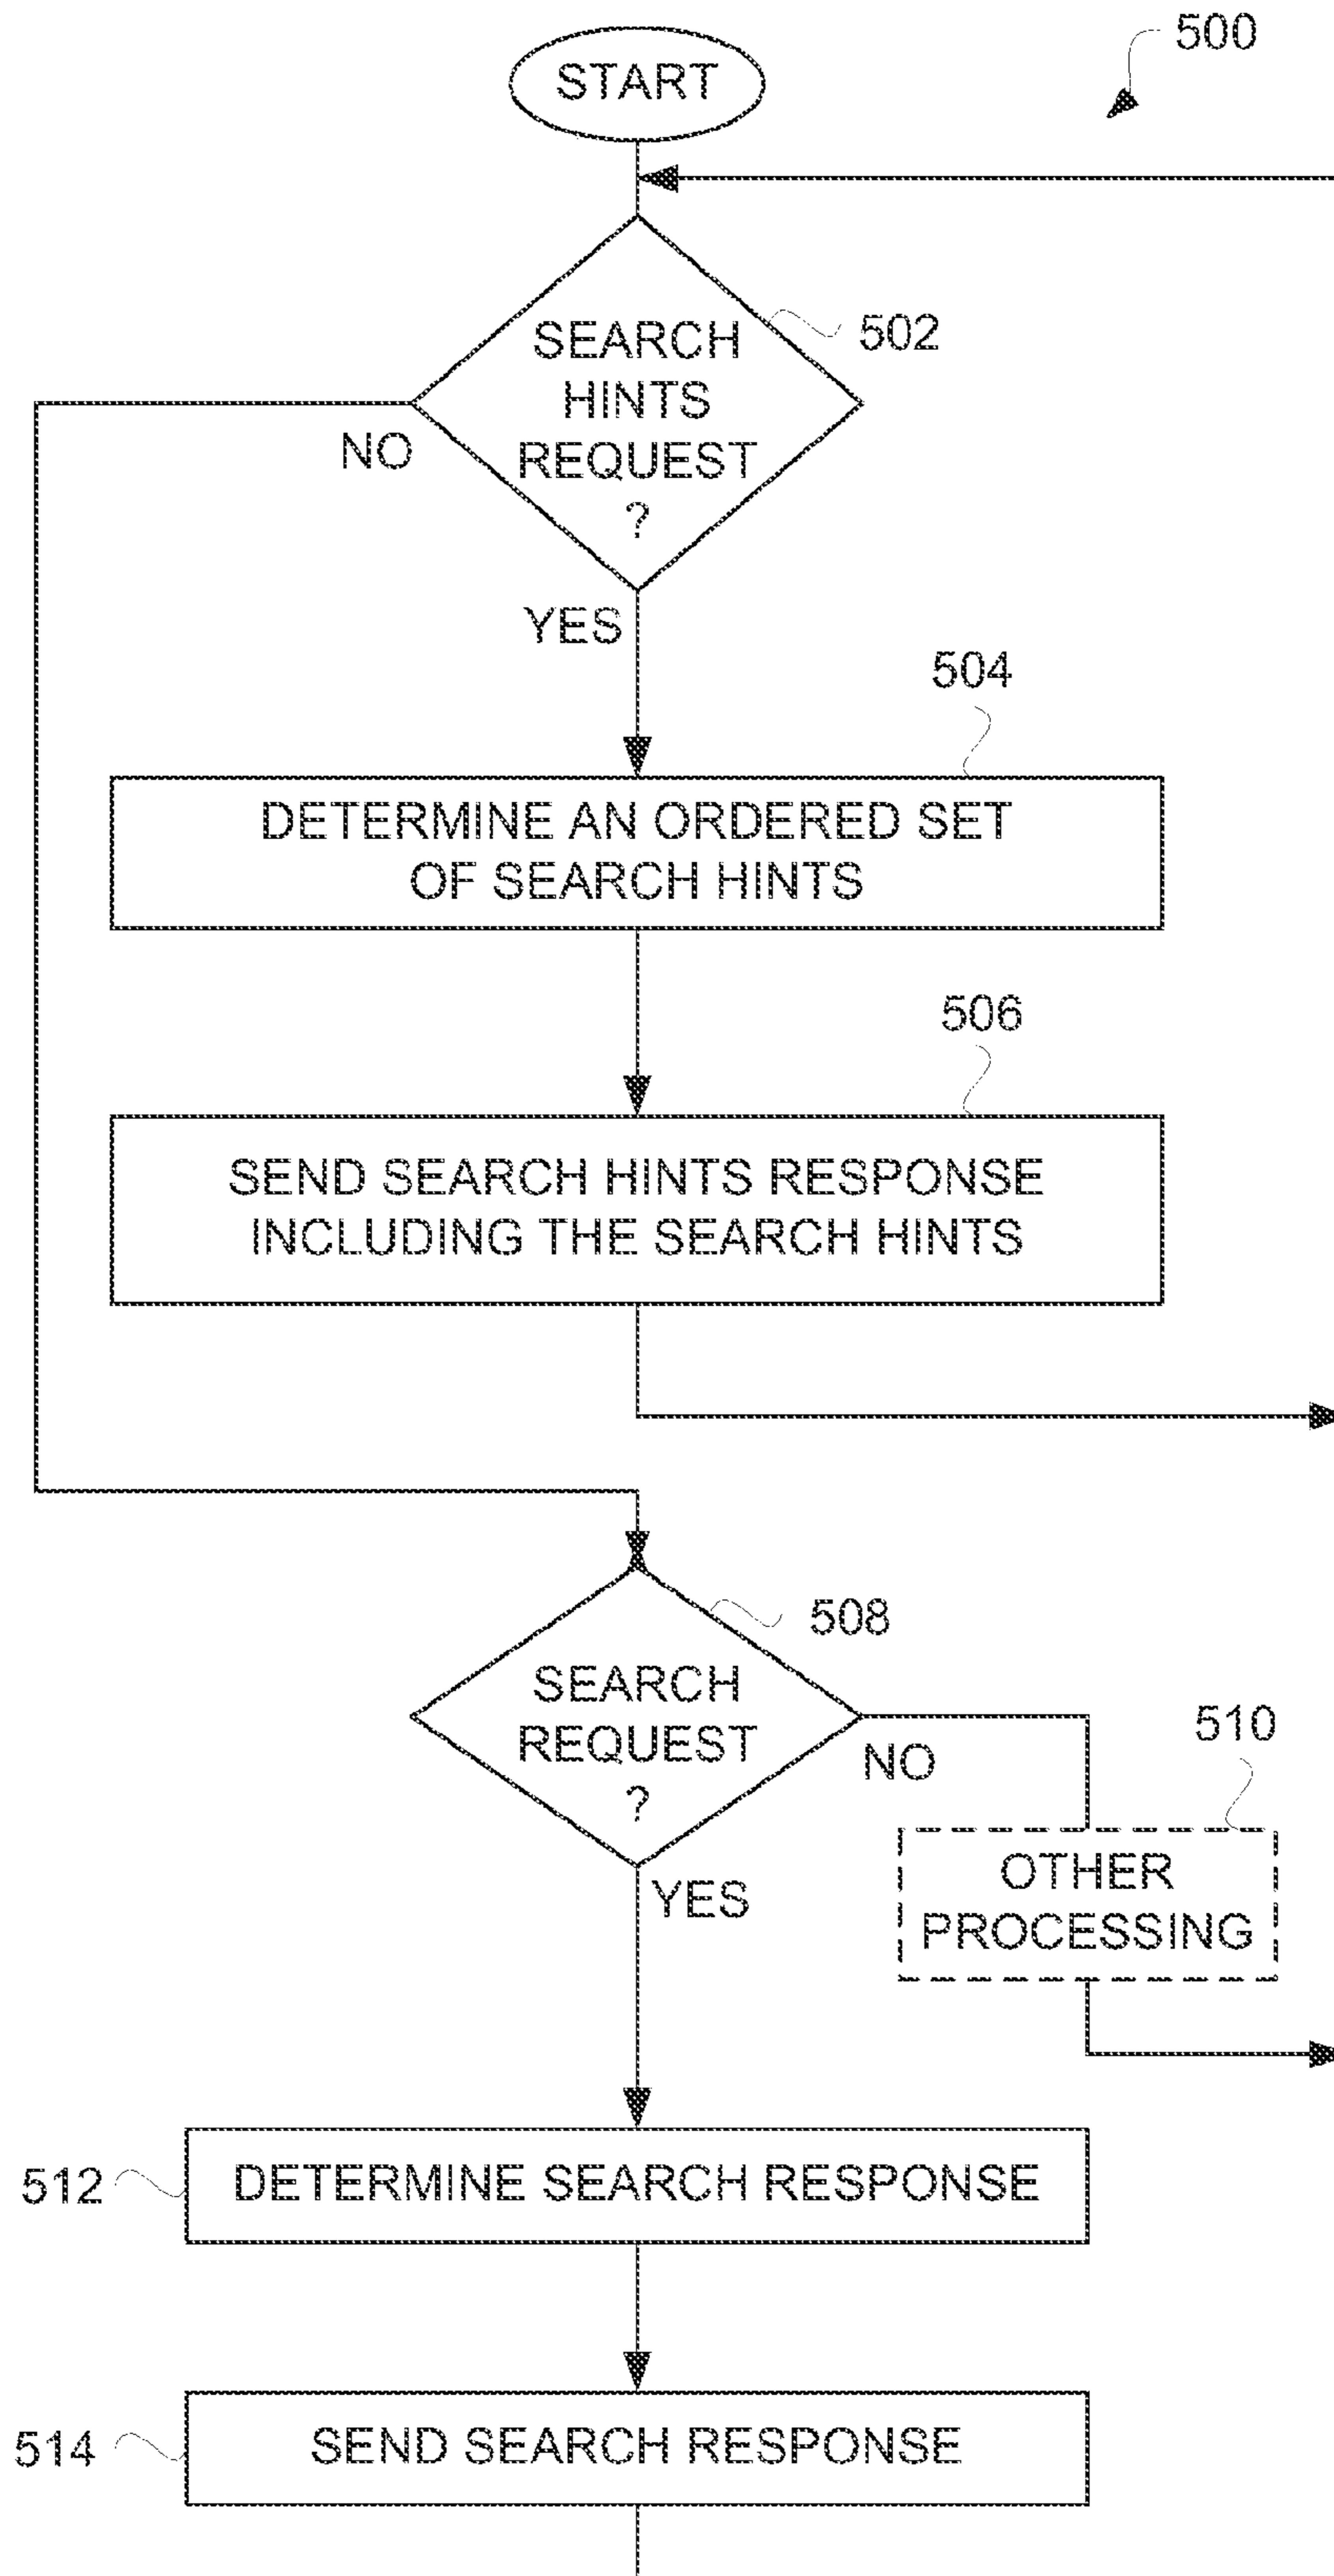 500
START
502
SEARCH
HINTS
REQUEST
?
NO
YES
504
DETERMINE AN ORDERED SET
OF SEARCH HINTS
506
SEND SEARCH HINTS RESPONSE
INCLUDING THE SEARCH HINTS
508
SEARCH
REQUEST
?
NO
YES
510
OTHER
PROCESSING
512
DETERMINE SEARCH RESPONSE
514
SEND SEARCH RESPONSE